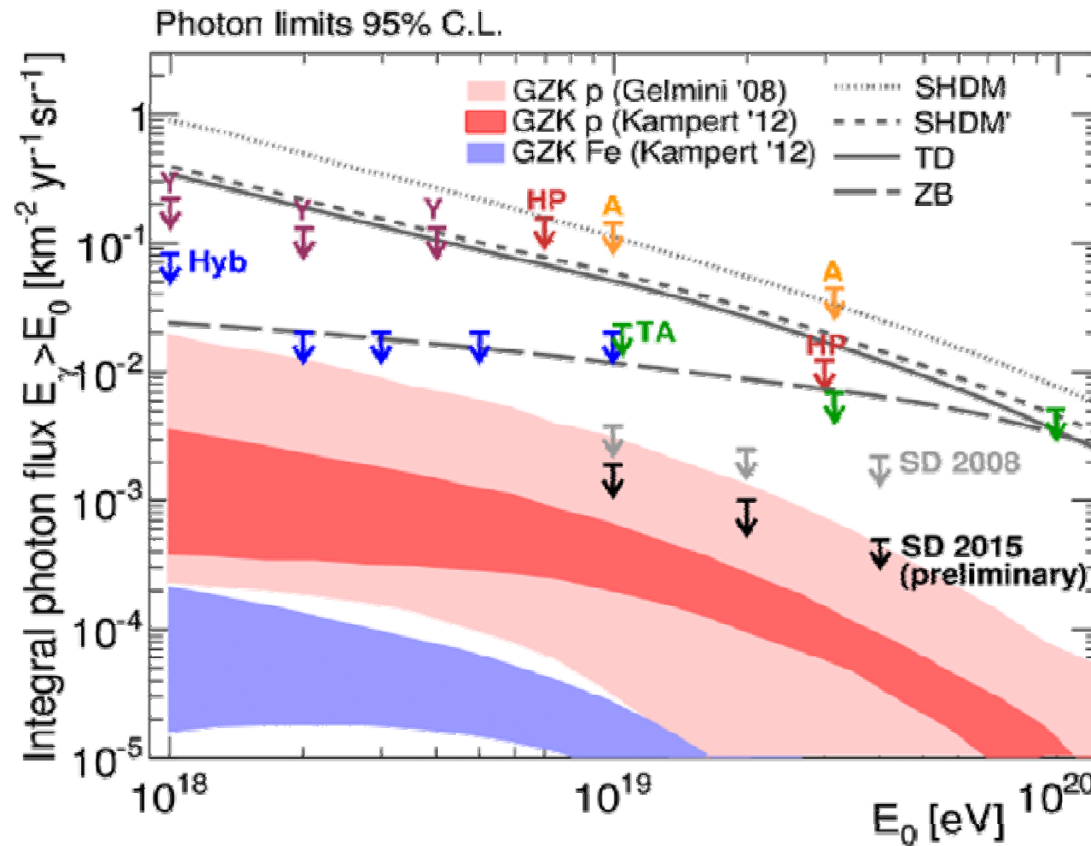 Photon limits 95% C.L.
GZK p (Gelmini '08)
GZK p (Kampert '12)
GZK Fe (Kampert '12)
SHDM
SHDM'
TD
ZB
Integral photon flux E_γ>E_0 [km^-2 yr^-1 sr^-1]
1
10^-1
10^-2
10^-3
10^-4
10^-5
Y
Y
Y
HP
A
A
Hyb
TA
HP
SD 2008
SD 2015
(preliminary)
10^18
10^19
10^20
E_0 [eV]